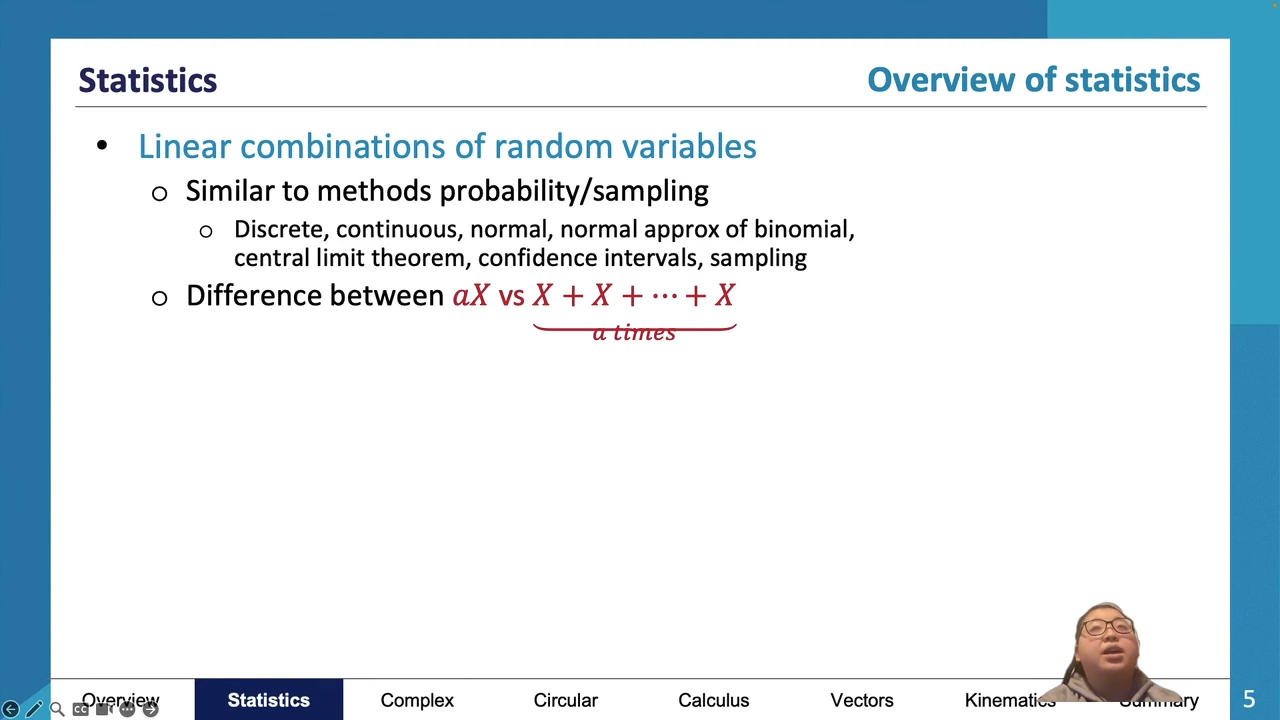 Statistics
Overview of statistics
• Linear combinations of random variables
o Similar to methods probability/sampling
o Discrete, continuous, normal, normal approx of binomial,
central limit theorem, confidence intervals, sampling
o Difference between aX vs X + X + ⋯ + X
a times
Overview Statistics Complex Circular Calculus Vectors Kinematics Summary 5
CC